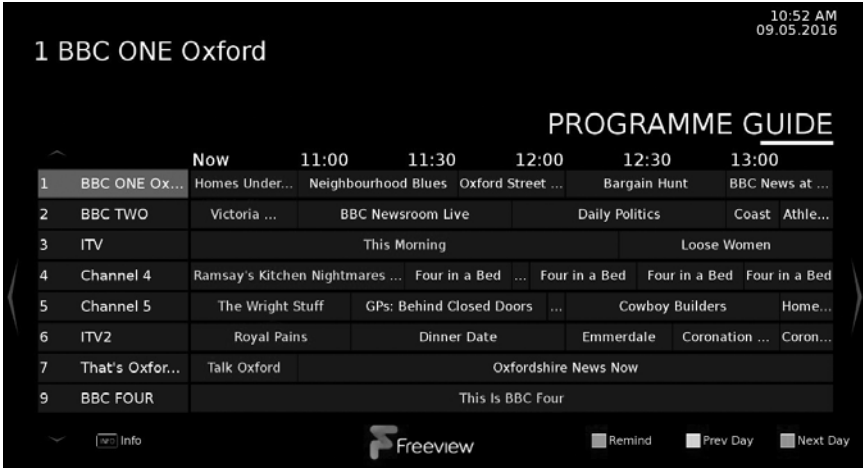 10:52 AM
09.05.2016
1 BBC ONE Oxford
PROGRAMME GUIDE
Now 11:00 11:30 12:00 12:30 13:00
1 BBC ONE Ox... Homes Under... Neighbourhood Blues Oxford Street ... Bargain Hunt BBC News at ...
2 BBC TWO Victoria ... BBC Newsroom Live Daily Politics Coast Athle...
3 ITV This Morning Loose Women
4 Channel 4 Ramsay's Kitchen Nightmares ... Four in a Bed ... Four in a Bed Four in a Bed Four in a Bed
5 Channel 5 The Wright Stuff GPs: Behind Closed Doors ... Cowboy Builders Home...
6 ITV2 Royal Pains Dinner Date Emmerdale Coronation ... Coron...
7 That's Oxfor... Talk Oxford Oxfordshire News Now
9 BBC FOUR This Is BBC Four
INFO Info Freeview Remind Prev Day Next Day